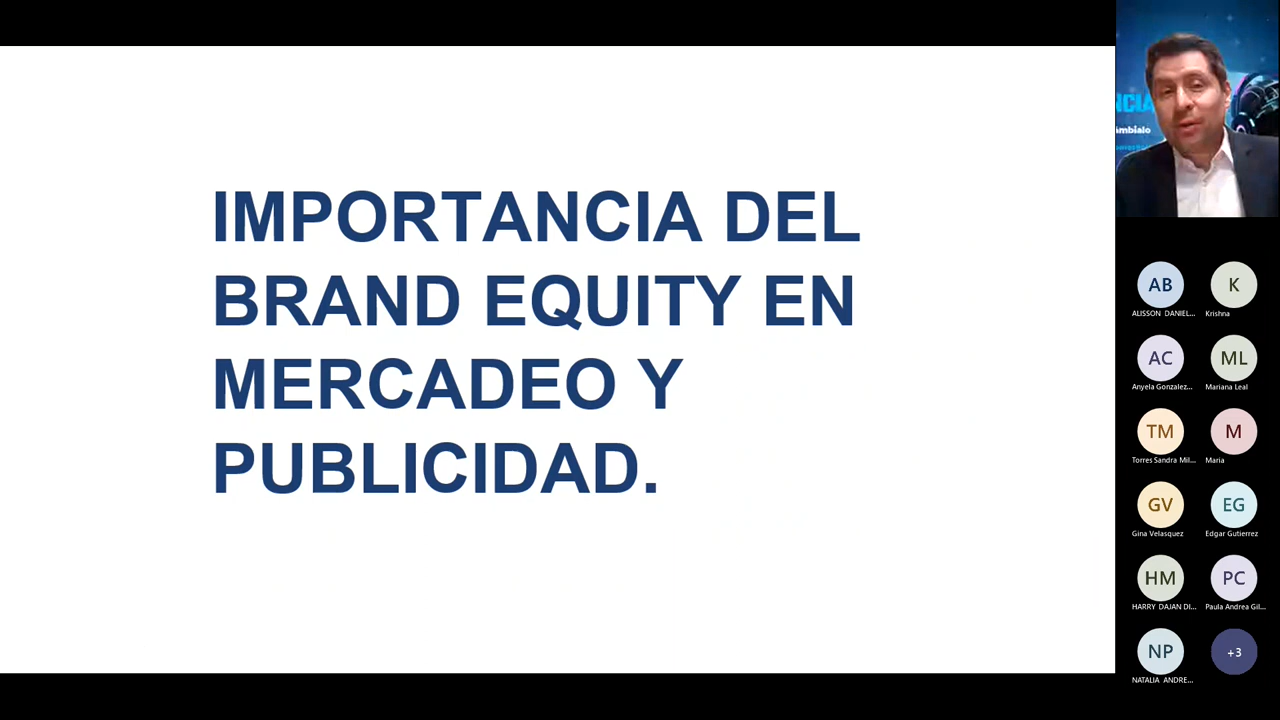 IMPORTANCIA DEL
BRAND EQUITY EN
MERCADEO Y
PUBLICIDAD.
NCIA
ámbialo
AB
K
ALISSON DANIEL...
Krishna
AC
ML
Anyela Gonzalez...
Mariana Leal
TM
M
Torres Sandra Mil...
Maria
GV
EG
Gina Velasquez
Edgar Gutierrez
HM
PC
HARRY DAJAN DI...
Paula Andrea Gil...
NP
+3
NATALIA ANDRE...